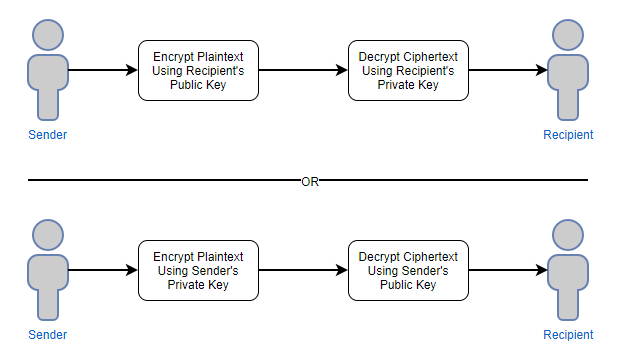 Encrypt Plaintext
Using Recipient's
Public Key
Decrypt Ciphertext
Using Recipient's
Private Key
Sender
Recipient
OR
Encrypt Plaintext
Using Sender's
Private Key
Decrypt Ciphertext
Using Sender's
Public Key
Sender
Recipient